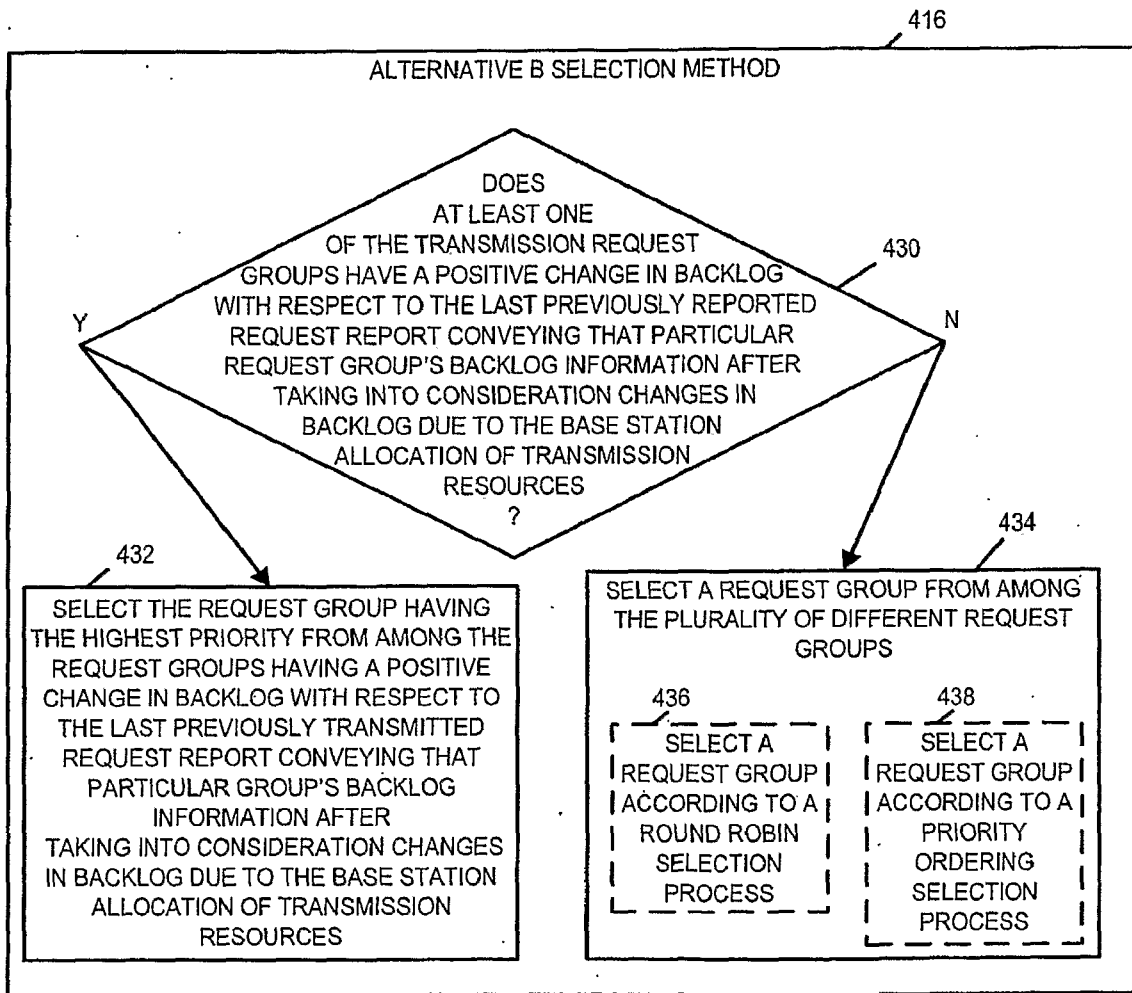 416
ALTERNATIVE B SELECTION METHOD
DOES
AT LEAST ONE
OF THE TRANSMISSION REQUEST
GROUPS HAVE A POSITIVE CHANGE IN BACKLOG
WITH RESPECT TO THE LAST PREVIOUSLY REPORTED
REQUEST REPORT CONVEYING THAT PARTICULAR
REQUEST GROUP'S BACKLOG INFORMATION AFTER
TAKING INTO CONSIDERATION CHANGES IN
BACKLOG DUE TO THE BASE STATION
ALLOCATION OF TRANSMISSION
RESOURCES
?
430
Y
N
432
SELECT THE REQUEST GROUP HAVING
THE HIGHEST PRIORITY FROM AMONG THE
REQUEST GROUPS HAVING A POSITIVE
CHANGE IN BACKLOG WITH RESPECT TO
THE LAST PREVIOUSLY TRANSMITTED
REQUEST REPORT CONVEYING THAT
PARTICULAR GROUP'S BACKLOG
INFORMATION AFTER
TAKING INTO CONSIDERATION CHANGES
IN BACKLOG DUE TO THE BASE STATION
ALLOCATION OF TRANSMISSION
RESOURCES
434
SELECT A REQUEST GROUP FROM AMONG
THE PLURALITY OF DIFFERENT REQUEST
GROUPS
436
SELECT A
REQUEST GROUP
ACCORDING TO A
ROUND ROBIN
SELECTION
PROCESS
438
SELECT A
REQUEST GROUP
ACCORDING TO A
PRIORITY
ORDERING
SELECTION
PROCESS